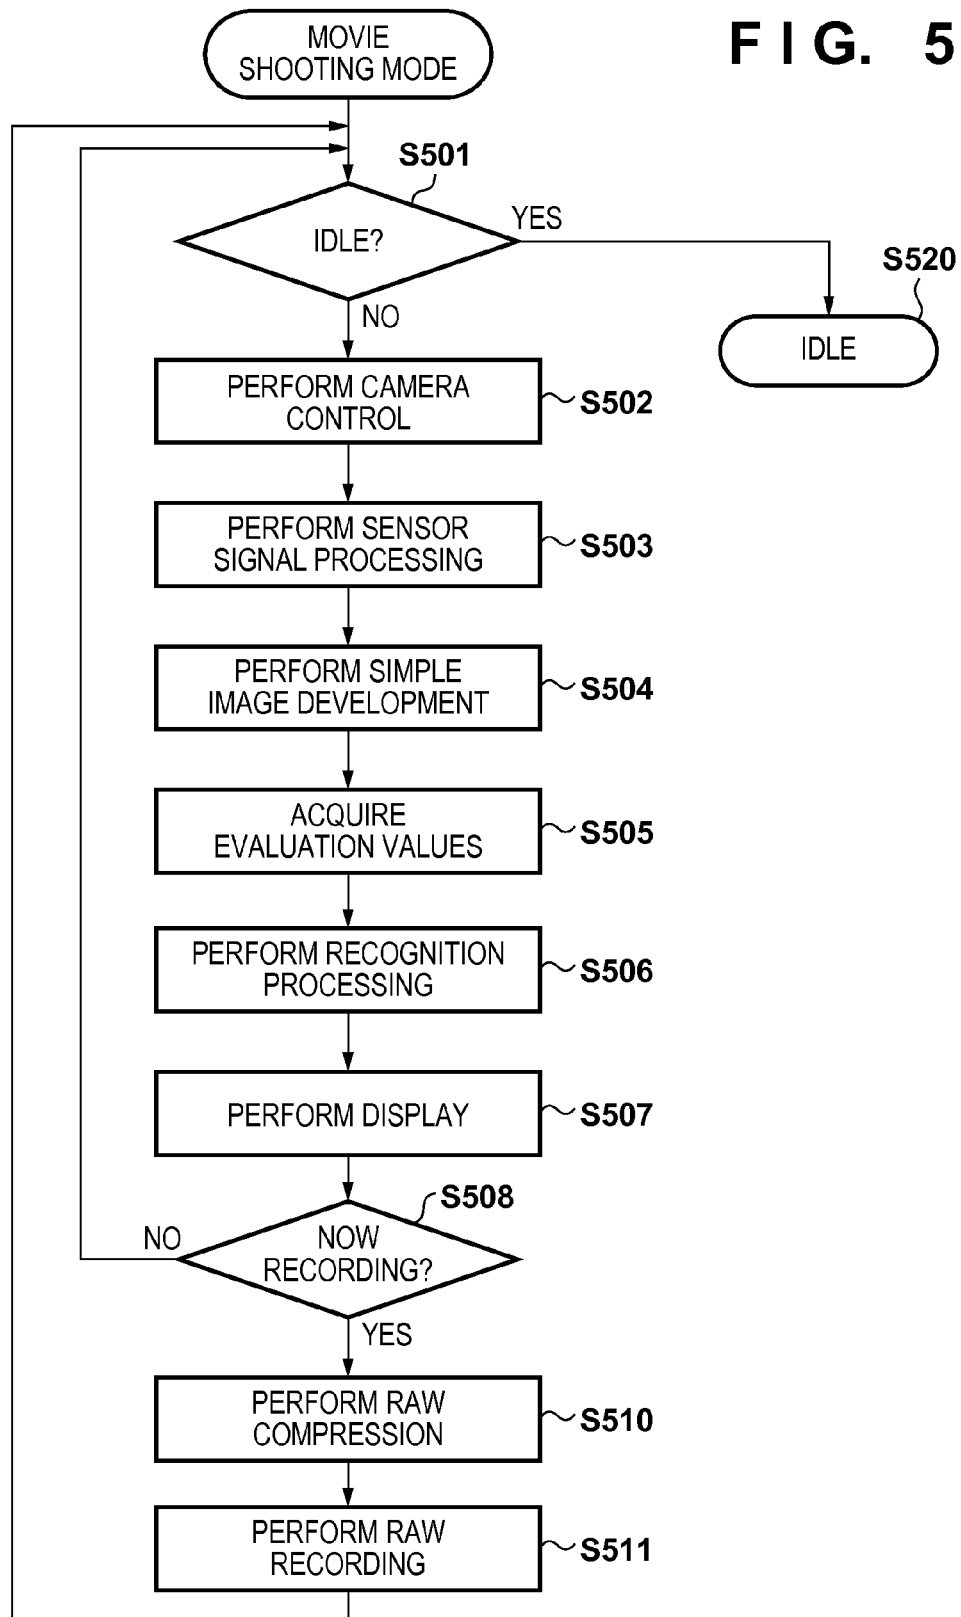 FIG. 5
MOVIE
SHOOTING MODE
S501
IDLE?
YES
S520
IDLE
NO
PERFORM CAMERA
CONTROL
S502
PERFORM SENSOR
SIGNAL PROCESSING
S503
PERFORM SIMPLE
IMAGE DEVELOPMENT
S504
ACQUIRE
EVALUATION VALUES
S505
PERFORM RECOGNITION
PROCESSING
S506
PERFORM DISPLAY
S507
S508
NO
NOW
RECORDING?
YES
PERFORM RAW
COMPRESSION
S510
PERFORM RAW
RECORDING
S511